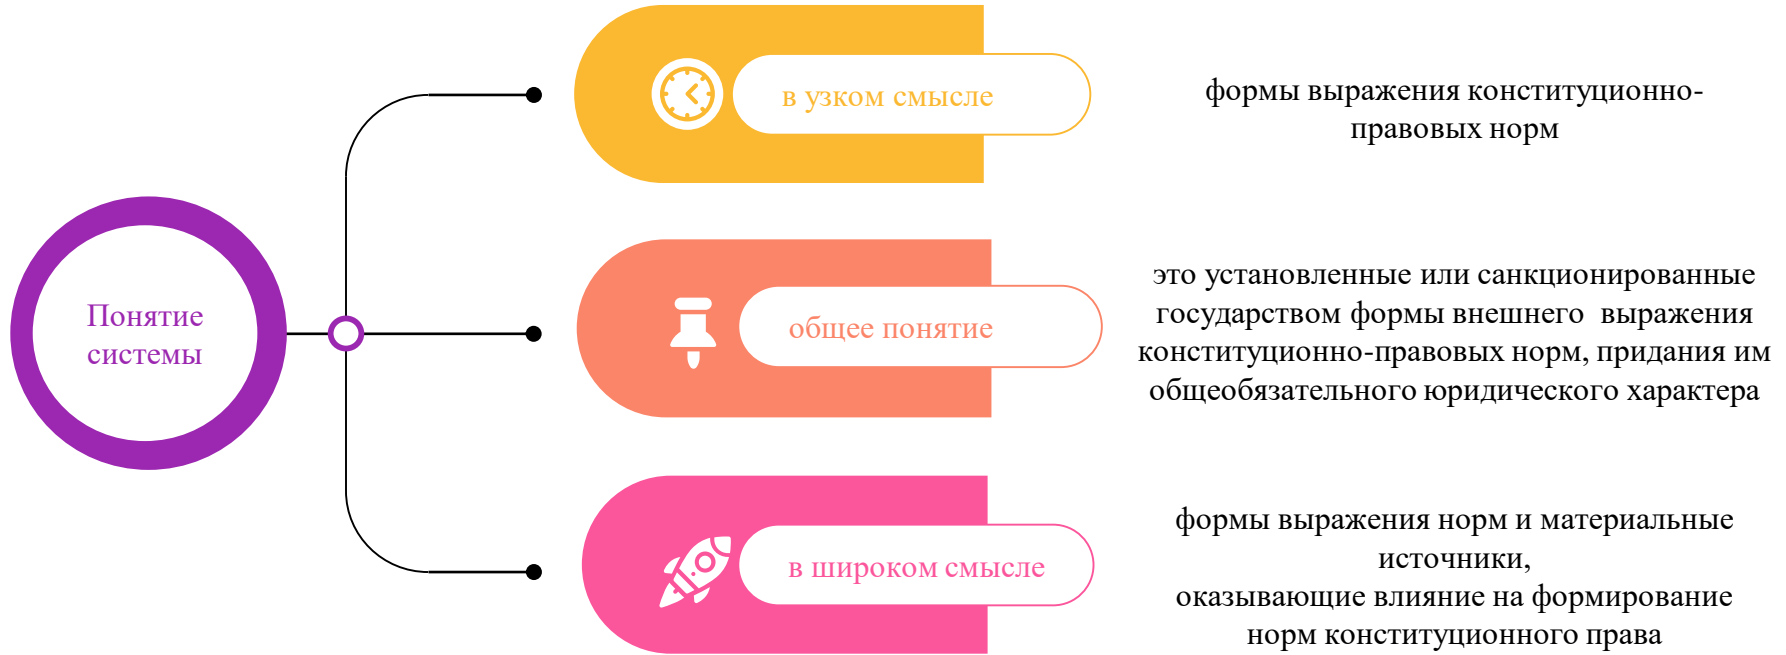 Понятие
системы
в узком смысле
формы выражения конституционно-
правовых норм
общее понятие
это установленные или санкционированные
государством формы внешнего выражения
конституционно-правовых норм, придания им
общеобязательного юридического характера
в широком смысле
формы выражения норм и материальные
источники,
оказывающие влияние на формирование
норм конституционного права